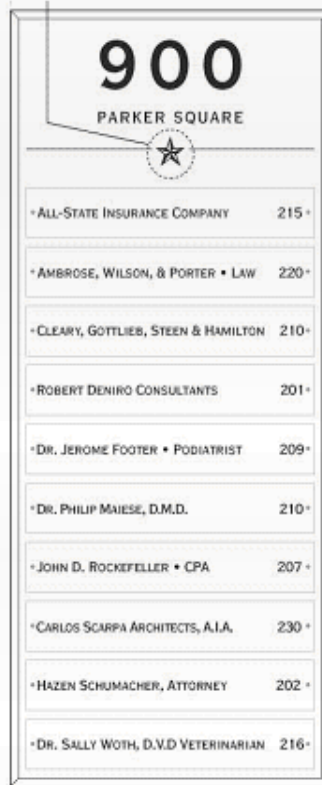 900
PARKER SQUARE
ALL-STATE INSURANCE COMPANY 215
AMBROSE, WILSON, & PORTER • LAW 220
CLEARY, GOTTLIEB, STEEN & HAMILTON 210
ROBERT DENIRO CONSULTANTS 201
DR. JEROME FOOTER • PODIATRIST 209
DR. PHILIP MAIESE, D.M.D. 210
JOHN D. ROCKEFELLER • CPA 207
CARLOS SCARPA ARCHITECTS, A.I.A. 230
HAZEN SCHUMACHER, ATTORNEY 202
DR. SALLY WOTH, D.V.D VETERINARIAN 216